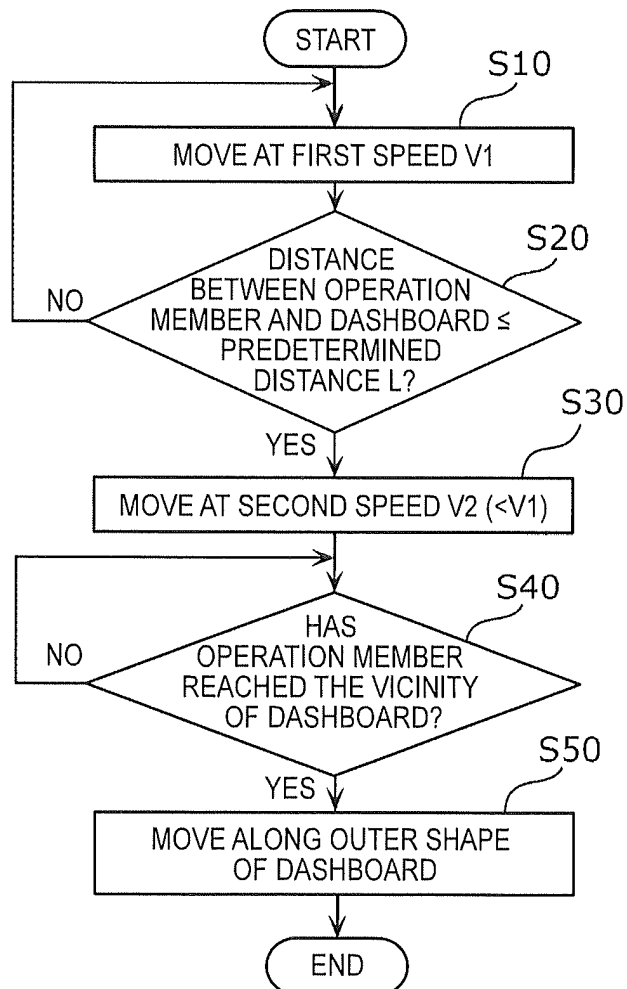 START
S10
MOVE AT FIRST SPEED V1
S20
DISTANCE
BETWEEN OPERATION
MEMBER AND DASHBOARD ≤
PREDETERMINED
DISTANCE L?
NO
YES
S30
MOVE AT SECOND SPEED V2 (<V1)
S40
HAS
OPERATION MEMBER
REACHED THE VICINITY
OF DASHBOARD?
NO
YES
S50
MOVE ALONG OUTER SHAPE
OF DASHBOARD
END